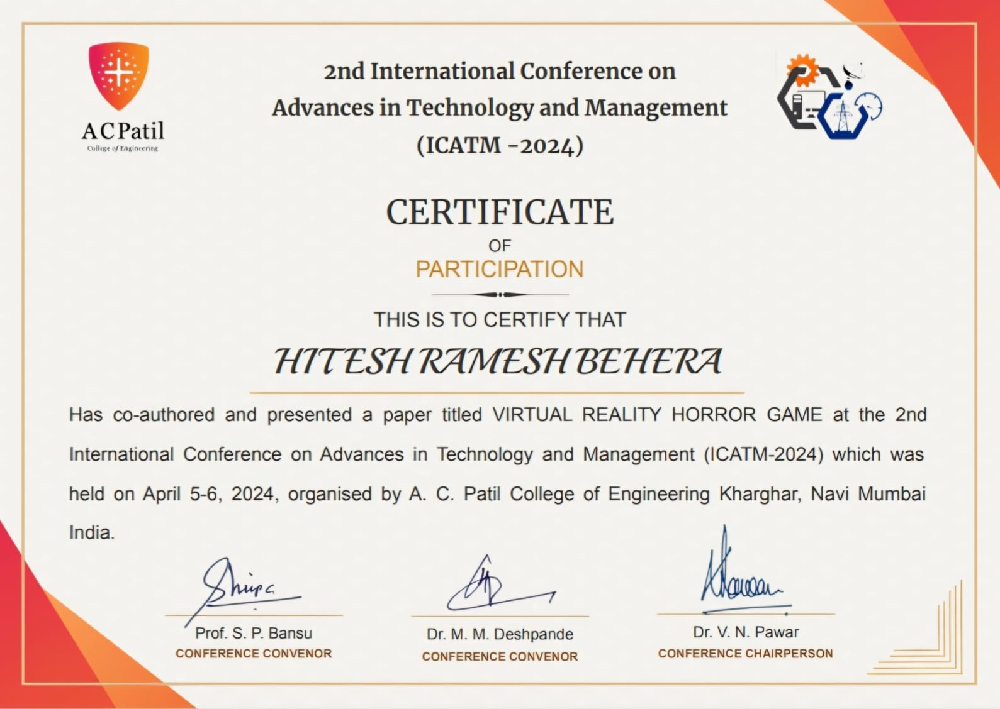 A C Patil
College of Engineering
2nd International Conference on
Advances in Technology and Management
(ICATM -2024)
CERTIFICATE
OF
PARTICIPATION
THIS IS TO CERTIFY THAT
HITESH RAMESH BEHERA
Has co-authored and presented a paper titled VIRTUAL REALITY HORROR GAME at the 2nd
International Conference on Advances in Technology and Management (ICATM-2024) which was
held on April 5-6, 2024, organised by A. C. Patil College of Engineering Kharghar, Navi Mumbai
India.
Prof. S. P. Bansu
CONFERENCE CONVENOR
Dr. M. M. Deshpande
CONFERENCE CONVENOR
Dr. V. N. Pawar
CONFERENCE CHAIRPERSON